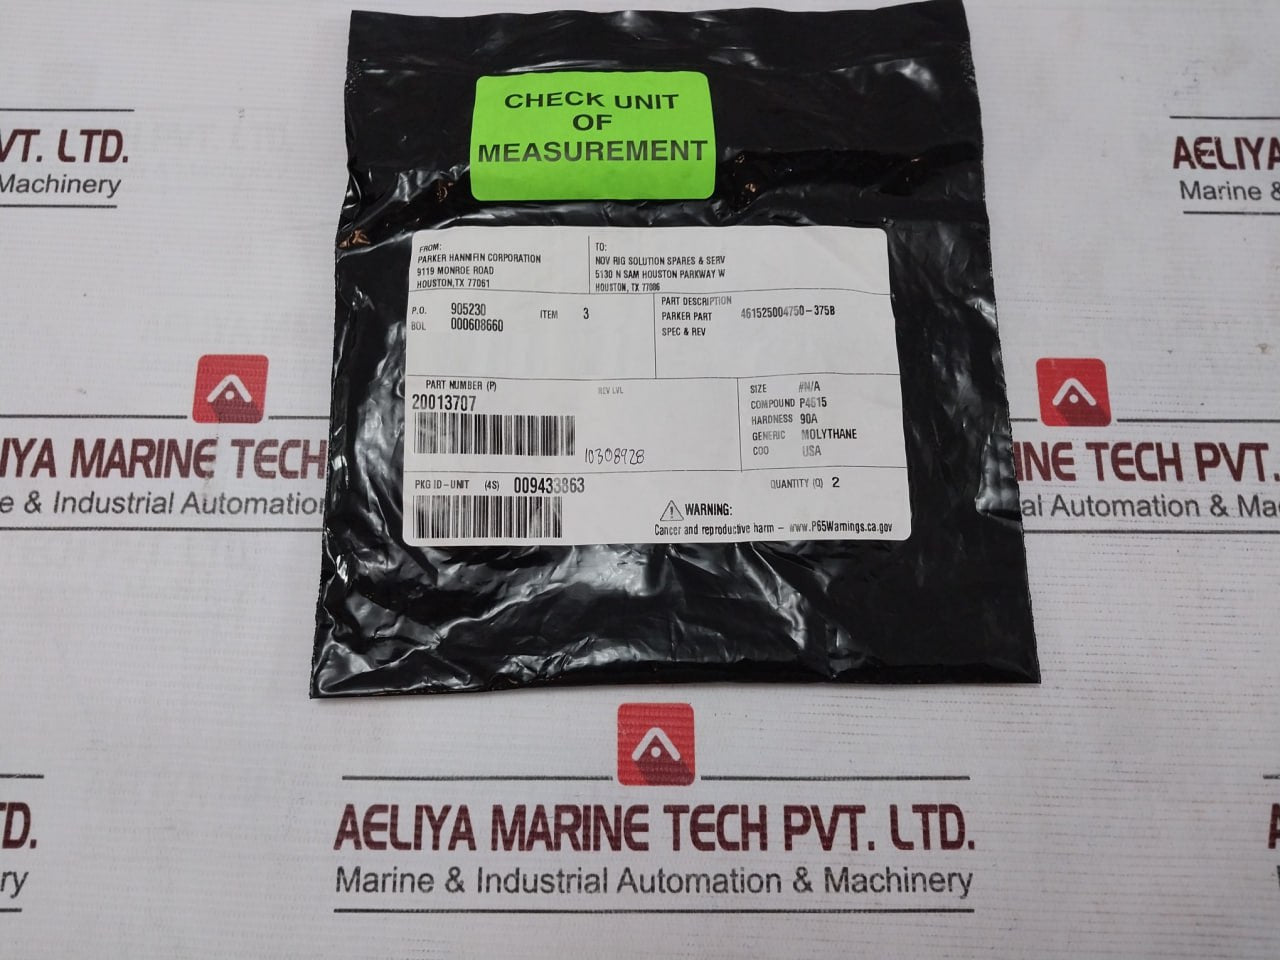 CHECK UNIT
OF
MEASUREMENT
FROM:
PARKER HANNIFIN CORPORATION
9119 MONROE ROAD
HOUSTON,TX 77061
TO:
NOV RIG SOLUTION SPARES & SERV
5130 N SAM HOUSTON PARKWAY W
HOUSTON, TX 77086
P.O. 905230 ITEM 3
BOL 000608660
PART DESCRIPTION
PARKER PART 461525004750-375B
SPEC & REV
PART NUMBER (P) REV LVL
20013707
10308928
SIZE #N/A
COMPOUND P4615
HARDNESS 90A
GENERIC MOLYTHANE
COO USA
PKG ID-UNIT (4S) 009433863
QUANTITY (Q) 2
WARNING:
Cancer and reproductive harm - www.P65Warnings.ca.gov
VT. LTD.
Machinery
AELIYA
Marine &
IYA MARINE TECH
e & Industrial Automation
INE TECH PVT.
al Automation & Mac
AELIYA MARINE TECH PVT. LTD.
Marine & Industrial Automation & Machinery
D.
ry